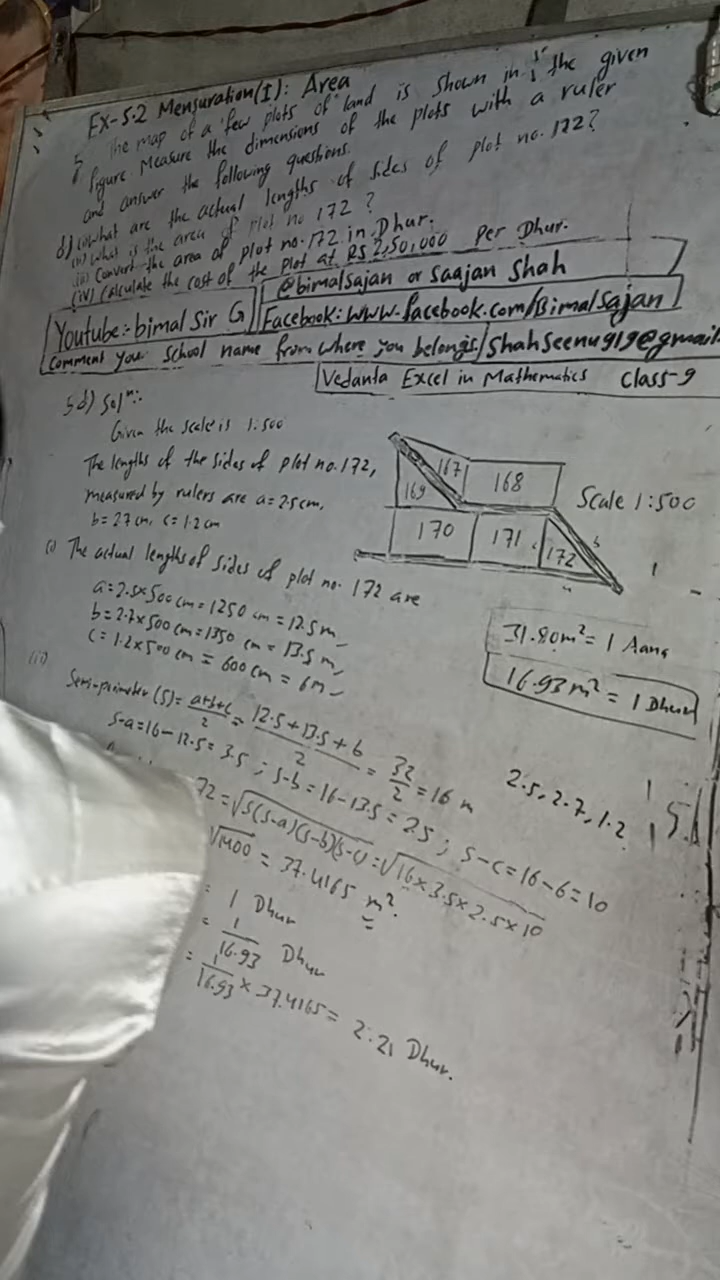 EX-5.2 Mensuration(I): Area
5. The map of a few plots of land is shown in the given
figure. Measure the dimensions of the plots with a ruler
and answer the following questions.
d) (i) What are the actual lengths of sides of plot no. 172?
(ii) What is the area of plot no 172 ?
(iii) Convert the area of plot no. 172 in Dhur.
(iv) Calculate the cost of the plot at RS 2,50,000 per Dhur.
@bimalsajan or saajan Shah
Youtube:- bimal Sir G
Facebook: www.facebook.com/Bimalsajan
Comment your school name from where you belongs/
Shahseenu919@gmail.
Vedanta Excel in Mathematics Class-9
5d) Solⁿ:
Given the scale is 1:500
The lengths of the sides of plot no. 172,
measured by rulers are a=2.5cm,
b=2.7 cm, c=1.2 cm
167
168
169
170
171
172
c
b
a
Scale 1:500
(i) The actual lengths of sides of plot no. 172 are
a=2.5×500 cm=1250 cm = 12.5 m
b=2.7×500 cm=1350 cm = 13.5 m
c=1.2×500 cm = 600 cm = 6m
31.80m² = 1 Aana
16.93 m² = 1 Dhur
(ii)
Semi-perimeter (S) = a+b+c/2 = 12.5+13.5+6/2 = 32/2 = 16 m
s-a=16-12.5=3.5 ; s-b=16-13.5=2.5 ; s-c=16-6=10
2.5, 2.7, 1.2
72=√s(s-a)(s-b)(s-c)=√16×3.5×2.5×10
√1400 = 37.4165 m².
= 1 Dhur
= 1/16.93 Dhur
= 1/16.93 × 37.4165 = 2.21 Dhur.